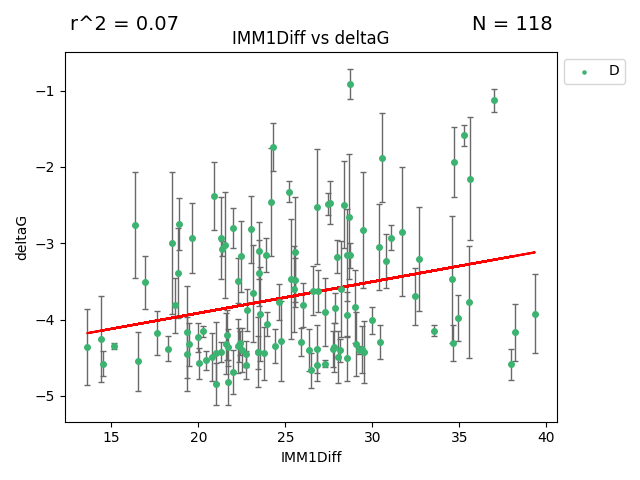 r^2 = 0.07
N = 118
IMM1Diff vs deltaG
D
−1
−2
−3
−4
−5
deltaG
15
20
25
30
35
40
IMM1Diff